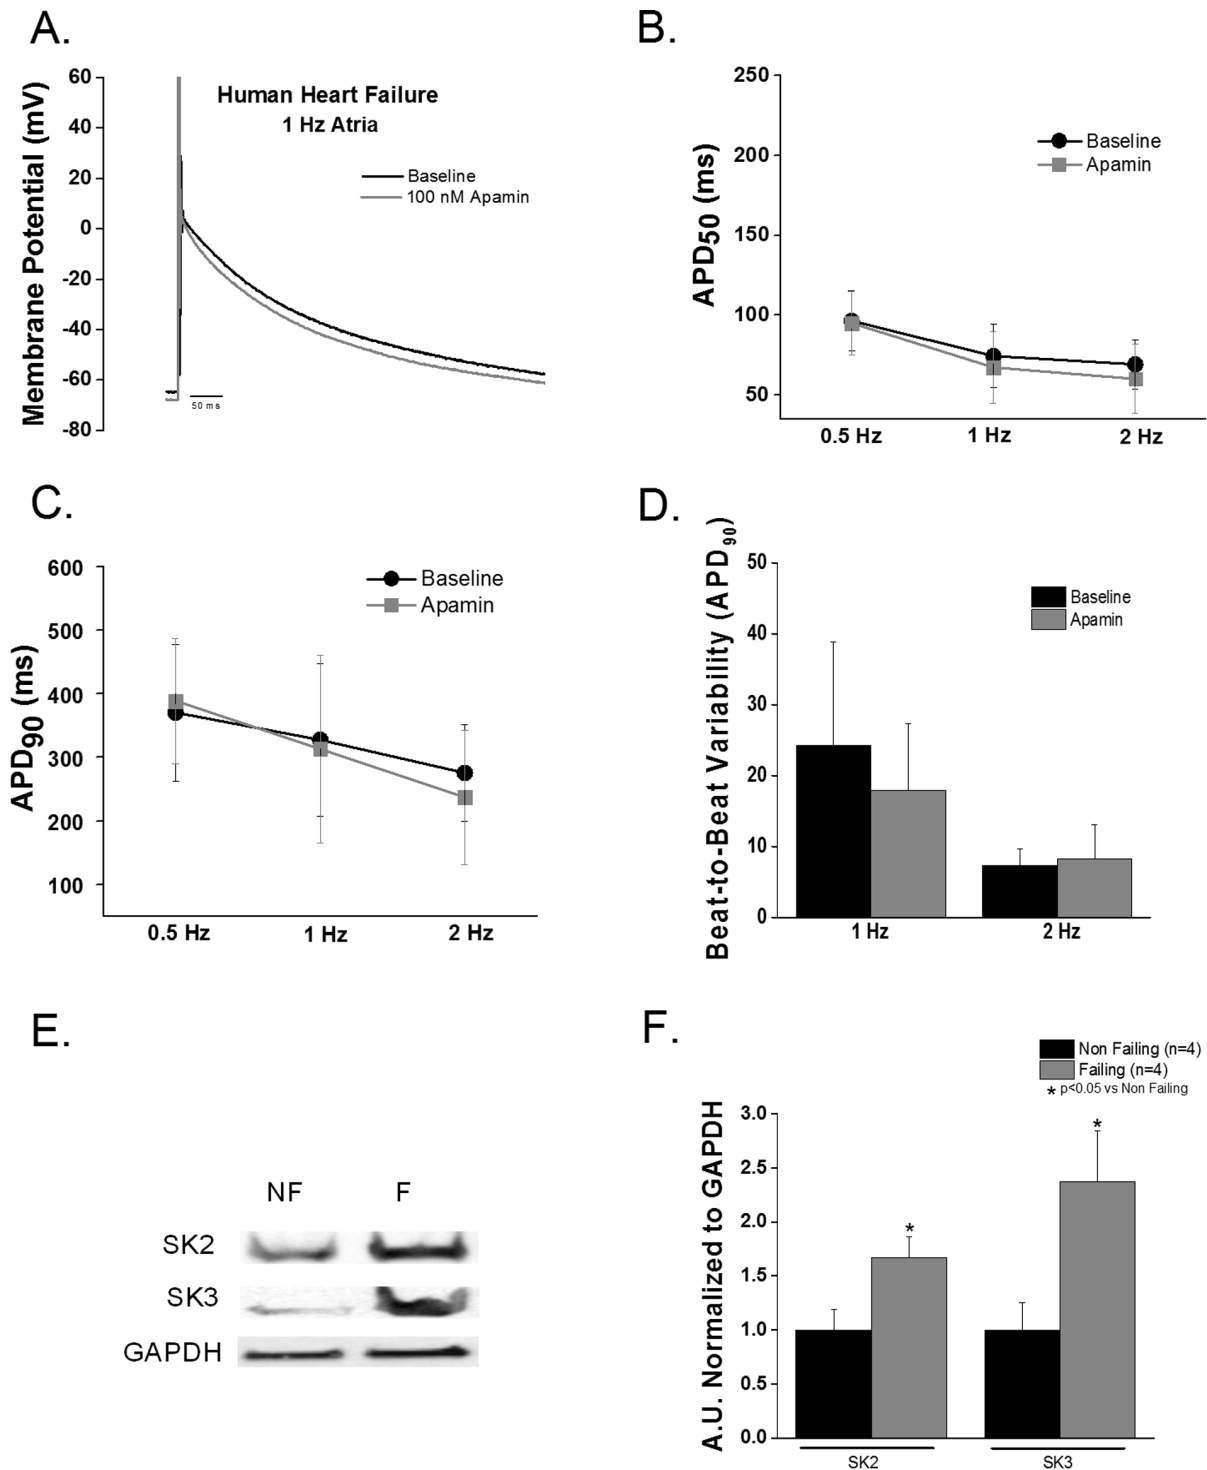 A.
Membrane Potential (mV)
60
40
20
0
-20
-40
-60
-80
Human Heart Failure
1 Hz Atria
Baseline
100 nM Apamin
50 ms
B.
APD50 (ms)
250
200
150
100
50
Baseline
Apamin
0.5 Hz 1 Hz 2 Hz
C.
APD90 (ms)
600
500
400
300
200
100
Baseline
Apamin
0.5 Hz 1 Hz 2 Hz
D.
Beat-to-Beat Variability (APD90)
50
40
30
20
10
0
Baseline
Apamin
1 Hz 2 Hz
E.
NF F
SK2
SK3
GAPDH
F.
Non Failing (n=4)
Failing (n=4)
* p<0.05 vs Non Failing
A.U. Normalized to GAPDH
3.0
2.5
2.0
1.5
1.0
0.5
0.0
*
*
SK2 SK3